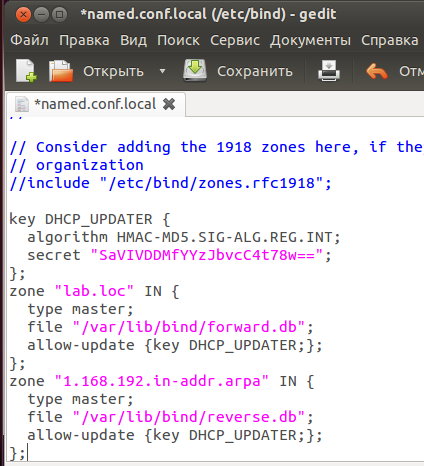 *named.conf.local (/etc/bind) - gedit
Файл Правка Вид Поиск Сервис Документы Справка
Открыть Сохранить
*named.conf.local
// Consider adding the 1918 zones here, if the
// organization
//include "/etc/bind/zones.rfc1918";
key DHCP_UPDATER {
algorithm HMAC-MD5.SIG-ALG.REG.INT;
secret "SaVIVDDMfYYzJbvcC4t78w==";
};
zone "lab.loc" IN {
type master;
file "/var/lib/bind/forward.db";
allow-update {key DHCP_UPDATER;};
};
zone "1.168.192.in-addr.arpa" IN {
type master;
file "/var/lib/bind/reverse.db";
allow-update {key DHCP_UPDATER;};
};